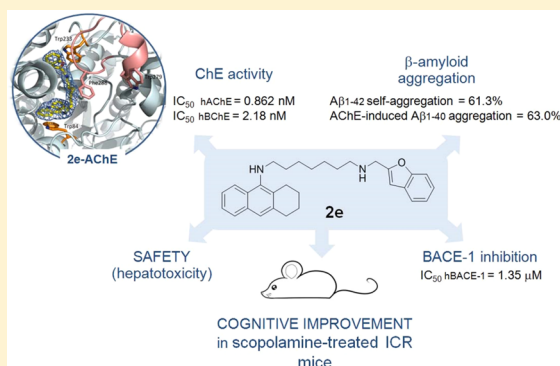 Trp233
Trp84
2e-AChE
ChE activity
IC50 hAChE = 0.862 nM
IC50 hBChE = 2.18 nM
β-amyloid
aggregation
Aβ1-42 self-aggregation = 61.3%
AChE-induced Aβ1-40 aggregation = 63.0%
HN
N
H
O
N
2e
SAFETY
(hepatotoxicity)
BACE-1 inhibition
IC50 hBACE-1 = 1.35 μM
COGNITIVE IMPROVEMENT
in scopolamine-treated ICR
mice